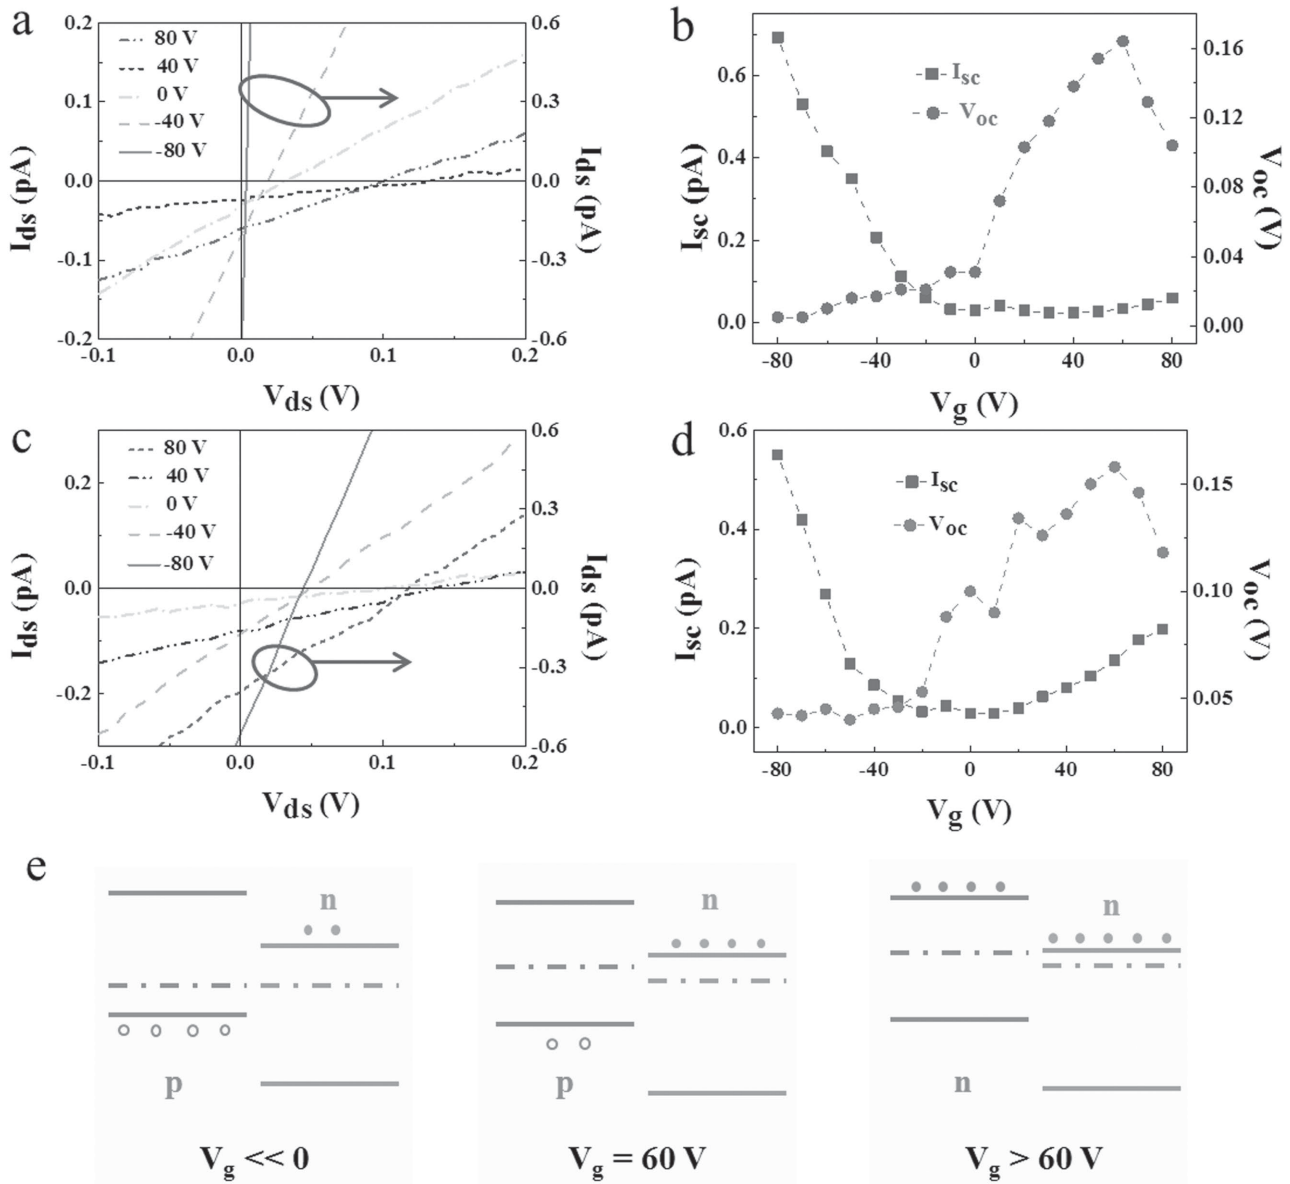 a
80 V
40 V
0 V
-40 V
-80 V
0.2
0.1
0.0
-0.1
-0.2
0.6
0.3
0.0
-0.3
-0.6
-0.1
0.0
0.1
0.2
Ids (pA)
Ids (pA)
Vds (V)
b
Isc
Voc
0.6
0.4
0.2
0.0
0.16
0.12
0.08
0.04
0.00
-80
-40
0
40
80
Isc (pA)
Voc (V)
Vg (V)
c
80 V
40 V
0 V
-40 V
-80 V
0.2
0.0
-0.2
0.6
0.3
0.0
-0.3
-0.6
-0.1
0.0
0.1
0.2
Ids (pA)
Ids (pA)
Vds (V)
d
Isc
Voc
0.6
0.4
0.2
0.0
0.15
0.10
0.05
-80
-40
0
40
80
Isc (pA)
Voc (V)
Vg (V)
e
n
p
Vg << 0
n
p
Vg = 60 V
n
n
Vg > 60 V